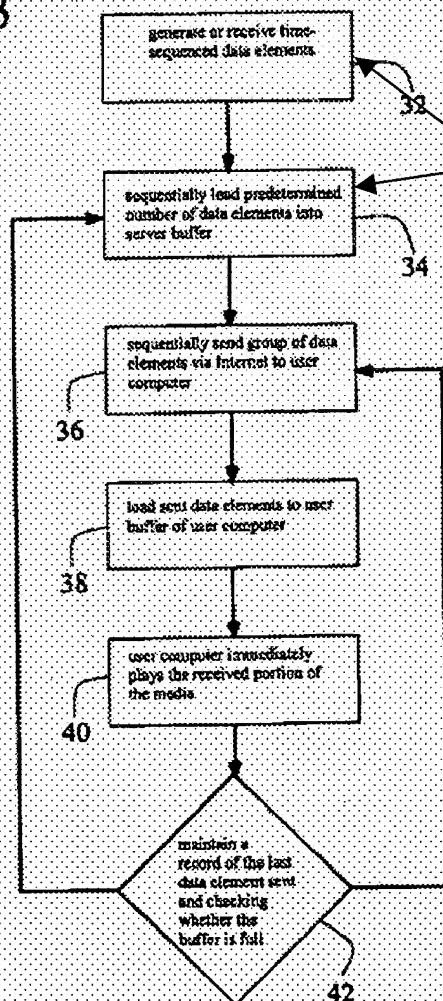 3
generate or receive time-
sequenced data elements
32
sequentially load predetermined
number of data elements into
server buffer
34
sequentially send group of data
elements via Internet to user
computer
36
load sent data elements to user
buffer of user computer
38
user computer immediately
plays the received portion of
the media
40
maintain a
record of the last
data element sent
and checking
whether the
buffer is full
42